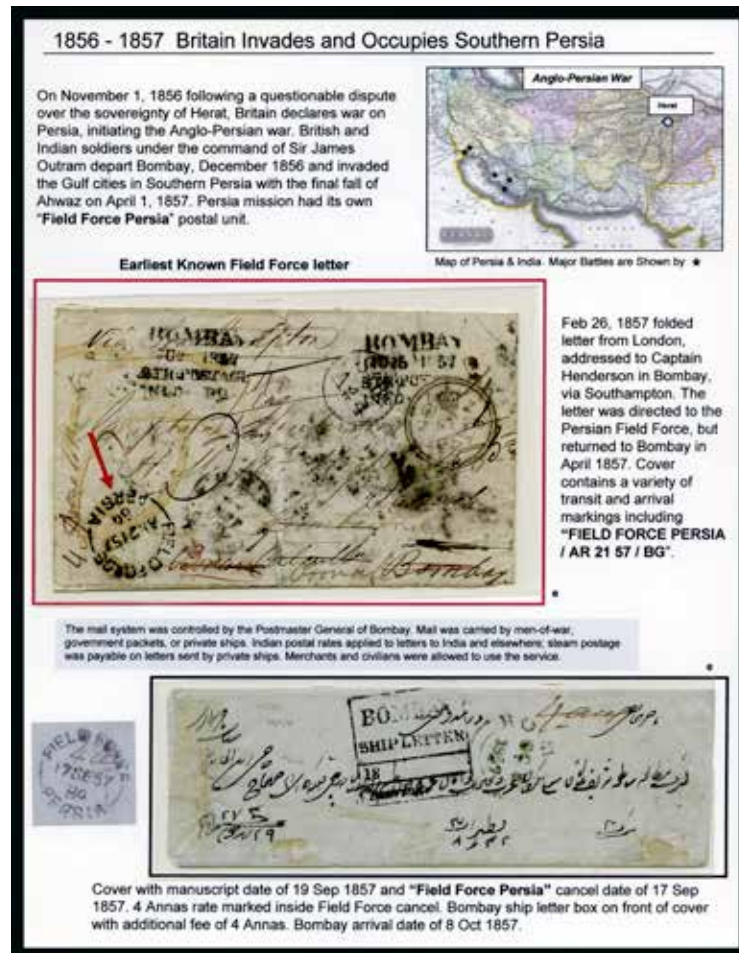 1856 - 1857 Britain Invades and Occupies Southern Persia
On November 1, 1856 following a questionable dispute
over the sovereignty of Herat, Britain declares war on
Persia, initiating the Anglo-Persian war. British and
Indian soldiers under the command of Sir James
Outram depart Bombay, December 1856 and invaded
the Gulf cities in Southern Persia with the final fall of
Ahwaz on April 1, 1857. Persia mission had its own
"Field Force Persia" postal unit.
Anglo-Persian War
Herat
Map of Persia & India. Major Battles are Shown by ★
Earliest Known Field Force letter
Via
BOMBAY
BOMBAY
FIELD FORCE
PERSIA
AR 21 57
BG
Bombay
Feb 26, 1857 folded
letter from London,
addressed to Captain
Henderson in Bombay,
via Southampton. The
letter was directed to the
Persian Field Force, but
returned to Bombay in
April 1857. Cover
contains a variety of
transit and arrival
markings including
"FIELD FORCE PERSIA
/ AR 21 57 / BG".
The mail system was controlled by the Postmaster General of Bombay. Mail was carried by men-of-war,
government packets, or private ships. Indian postal rates applied to letters to India and elsewhere; steam postage
was payable on letters sent by private ships. Merchants and civilians were allowed to use the service.
FIELD FORCE
17 SE 57
BG
PERSIA
BOMBAY
SHIP LETTER
18
Cover with manuscript date of 19 Sep 1857 and "Field Force Persia" cancel date of 17 Sep
1857. 4 Annas rate marked inside Field Force cancel. Bombay ship letter box on front of cover
with additional fee of 4 Annas. Bombay arrival date of 8 Oct 1857.